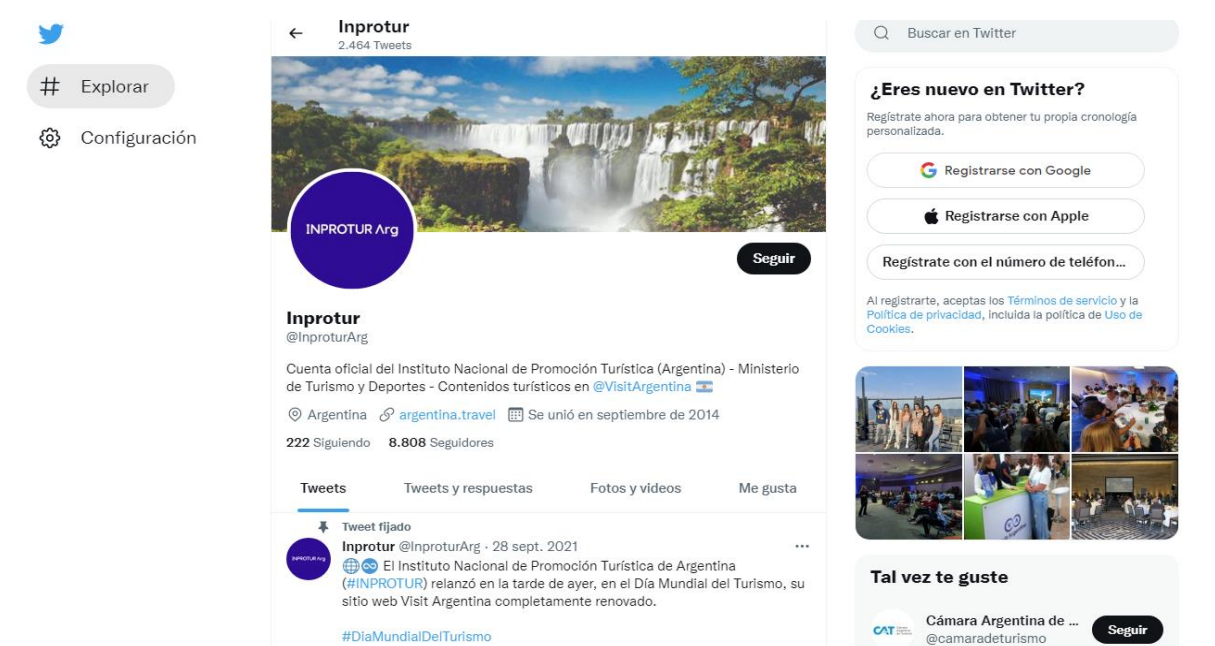 Inprotur
2.464 Tweets
Explorar
Configuración
INPROTUR Arg
Seguir
Inprotur
@InproturArg
Cuenta oficial del Instituto Nacional de Promoción Turística (Argentina) - Ministerio
de Turismo y Deportes - Contenidos turísticos en @VisitArgentina
Argentina argentina.travel Se unió en septiembre de 2014
222 Siguiendo 8.808 Seguidores
Tweets Tweets y respuestas Fotos y videos Me gusta
Tweet fijado
INPROTUR Arg
Inprotur @InproturArg · 28 sept. 2021
El Instituto Nacional de Promoción Turística de Argentina
(#INPROTUR) relanzó en la tarde de ayer, en el Día Mundial del Turismo, su
sitio web Visit Argentina completamente renovado.
#DiaMundialDelTurismo
Buscar en Twitter
¿Eres nuevo en Twitter?
Regístrate ahora para obtener tu propia cronología
personalizada.
Registrarse con Google
Registrarse con Apple
Regístrate con el número de teléfon...
Al registrarte, aceptas los Términos de servicio y la
Política de privacidad, incluida la política de Uso de
Cookies.
Tal vez te guste
CAT
Cámara Argentina de ...
@camaradeturismo
Seguir